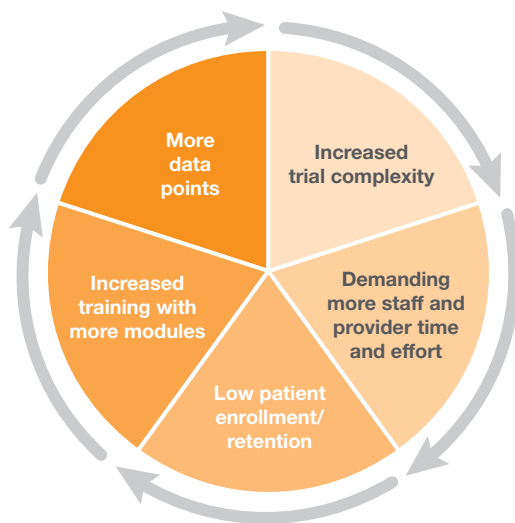 Increased
trial complexity
Demanding
more staff and
provider time
and effort
Low patient
enrollment/
retention
Increased
training with
more modules
More
data
points